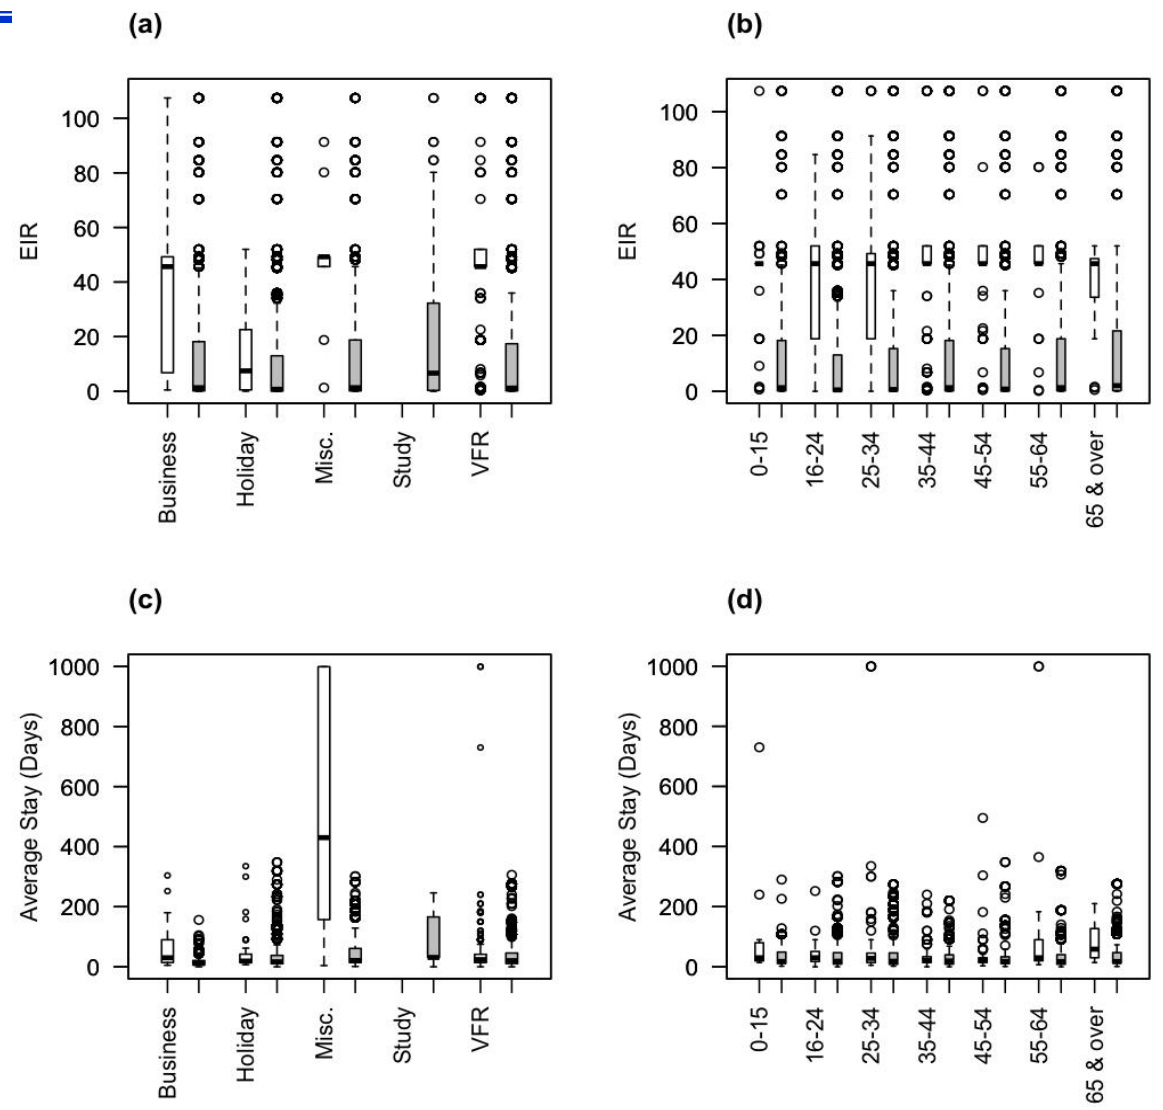 (a)
EIR
100
80
60
40
20
0
Business
Holiday
Misc.
Study
VFR
(b)
EIR
100
80
60
40
20
0
0-15
16-24
25-34
35-44
45-54
55-64
65 & over
(c)
Average Stay (Days)
1000
800
600
400
200
0
Business
Holiday
Misc.
Study
VFR
(d)
Average Stay (Days)
1000
800
600
400
200
0
0-15
16-24
25-34
35-44
45-54
55-64
65 & over